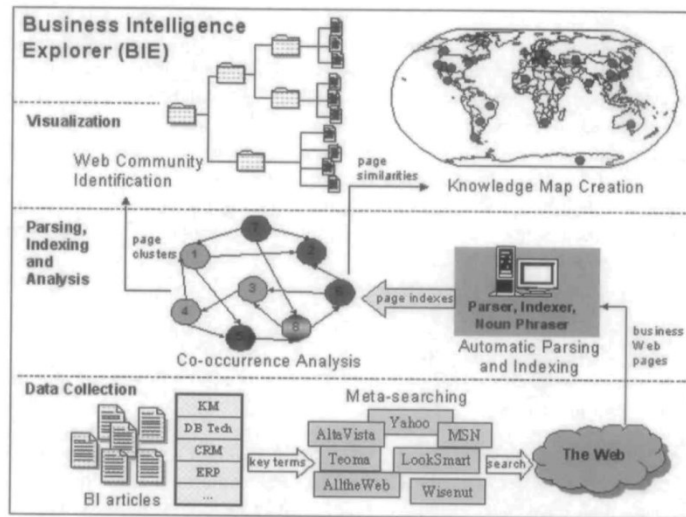 Business Intelligence
Explorer (BIE)
Visualization
Web Community
Identification
page
similarities
Knowledge Map Creation
Parsing,
Indexing
and
Analysis
page
clusters
7
1
2
3
4
8
page indexes
Parser, Indexer,
Noun Phraser
Co-occurrence Analysis
Automatic Parsing
and Indexing
business
Web
pages
Data Collection
Meta-searching
KM
DB Tech
CRM
ERP
...
BI articles
key terms
Yahoo
AltaVista
MSN
Teoma
LookSmart
AlltheWeb
Wisenut
search
The Web